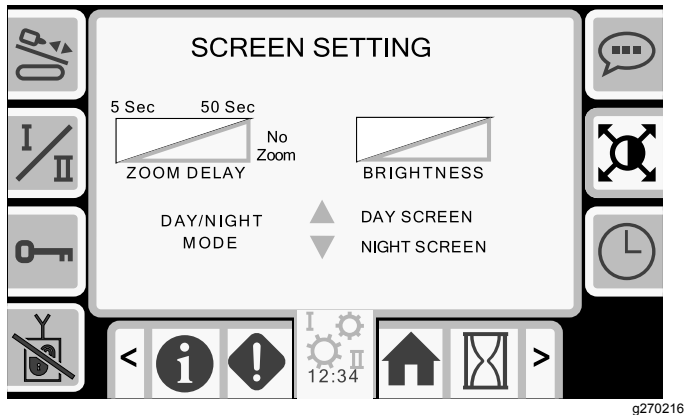 SCREEN SETTING
5 Sec 50 Sec
No
Zoom
ZOOM DELAY
BRIGHTNESS
DAY/NIGHT
MODE
DAY SCREEN
NIGHT SCREEN
I
II
I
II
12:34
< i ! >
g270216